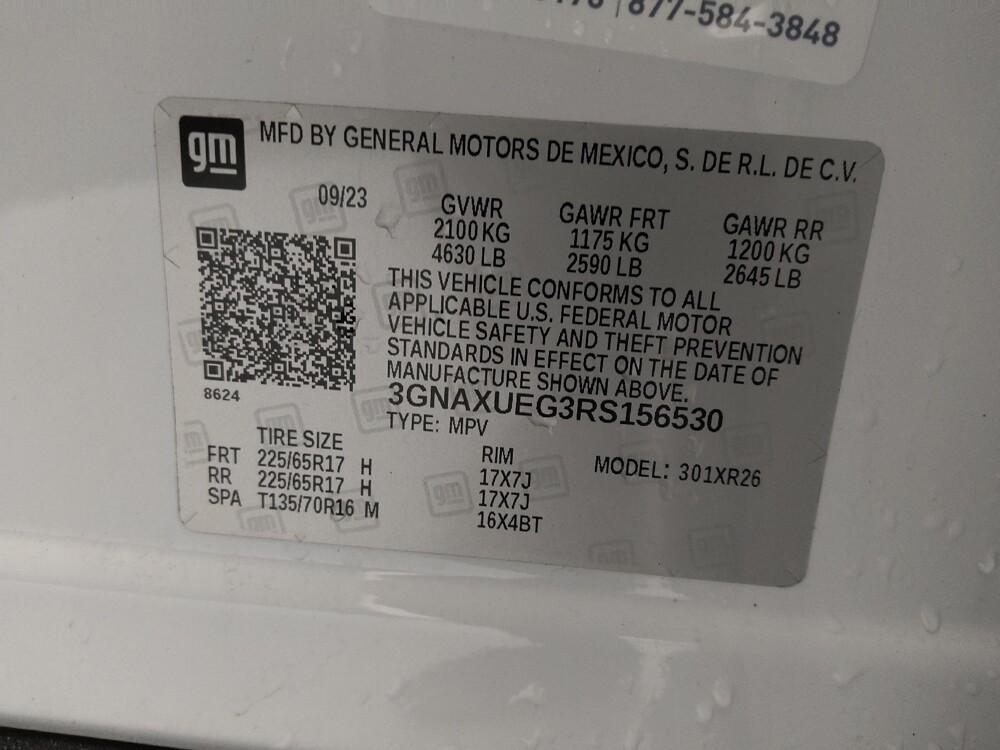 877-584-3848
gm MFD BY GENERAL MOTORS DE MEXICO, S. DE R.L. DE C.V.
09/23 GVWR GAWR FRT GAWR RR
2100 KG 1175 KG 1200 KG
4630 LB 2590 LB 2645 LB
THIS VEHICLE CONFORMS TO ALL
APPLICABLE U.S. FEDERAL MOTOR
VEHICLE SAFETY AND THEFT PREVENTION
STANDARDS IN EFFECT ON THE DATE OF
MANUFACTURE SHOWN ABOVE.
8624
3GNAXUEG3RS156530
TYPE: MPV
TIRE SIZE RIM MODEL: 301XR26
FRT 225/65R17 H 17X7J
RR 225/65R17 H 17X7J
SPA T135/70R16 M 16X4BT